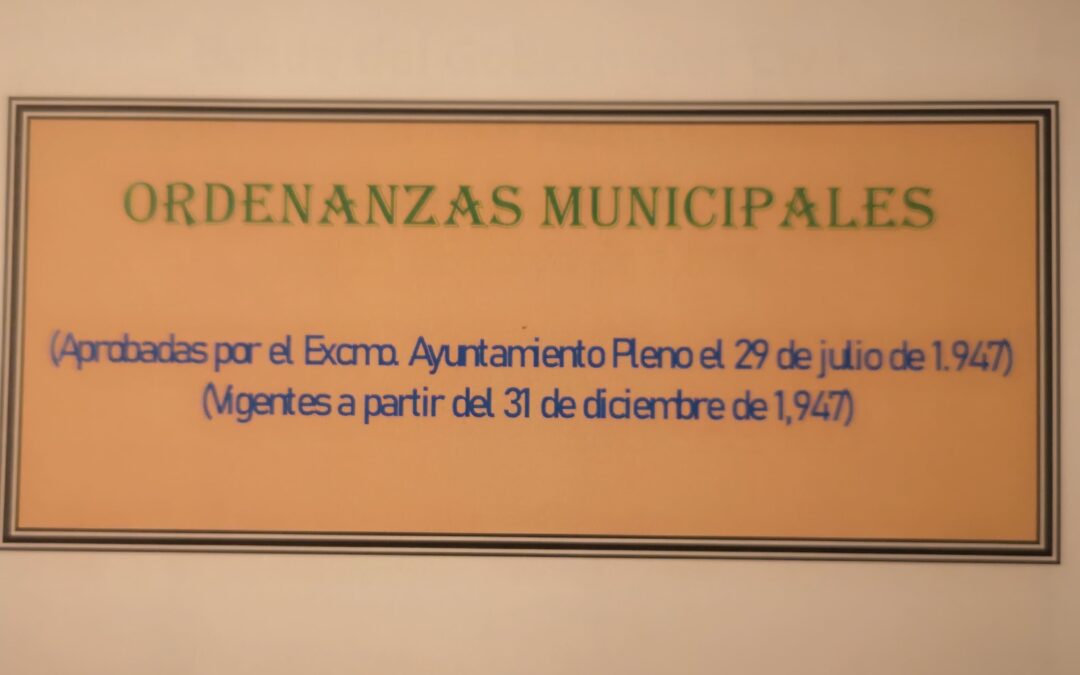 ORDENANZAS MUNICIPALES
(Aprobadas por el Excmo. Ayuntamiento Pleno el 29 de julio de 1.947)
(Vigentes a partir del 31 de diciembre de 1,947)